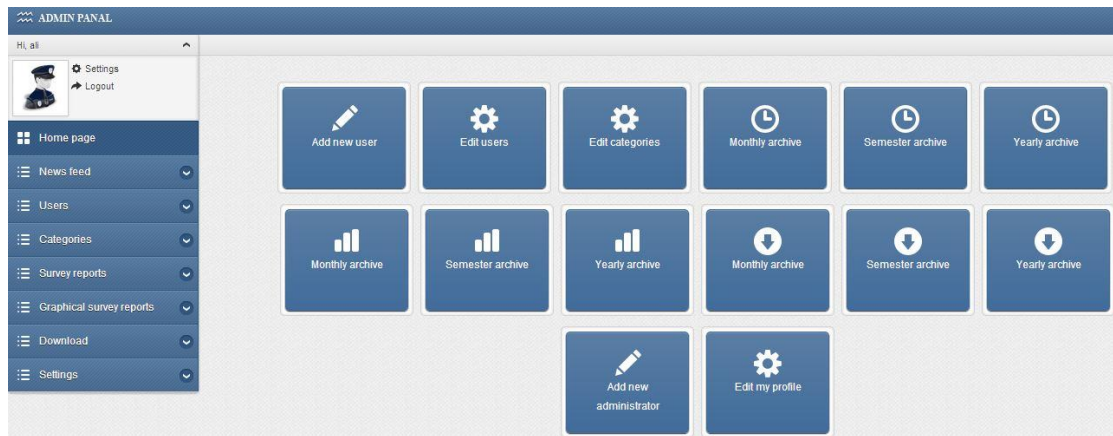 ADMIN PANAL
Hi, ali
Settings
Logout
Home page
News feed
Users
Categories
Survey reports
Graphical survey reports
Download
Settings
Add new user
Edit users
Edit categories
Monthly archive
Semester archive
Yearly archive
Monthly archive
Semester archive
Yearly archive
Monthly archive
Semester archive
Yearly archive
Add new
administrator
Edit my profile